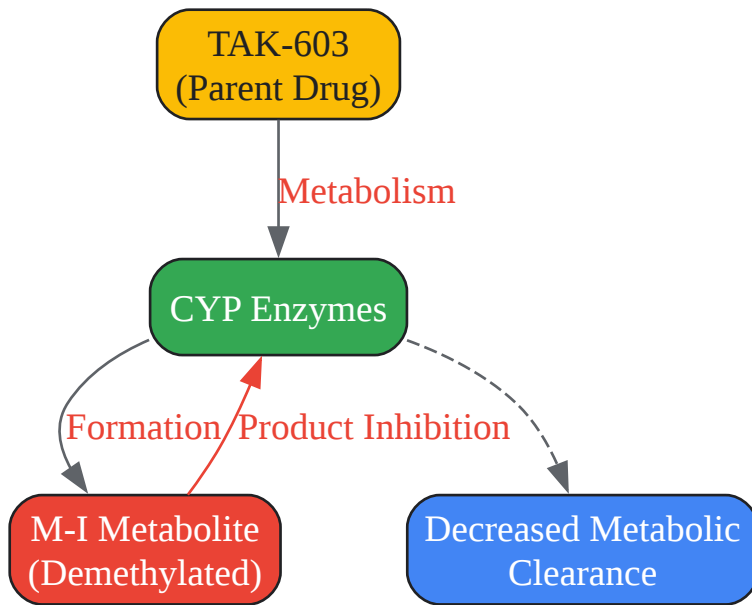 TAK-603
(Parent Drug)
Metabolism
CYP Enzymes
Formation
Product Inhibition
M-I Metabolite
(Demethylated)
Decreased Metabolic
Clearance